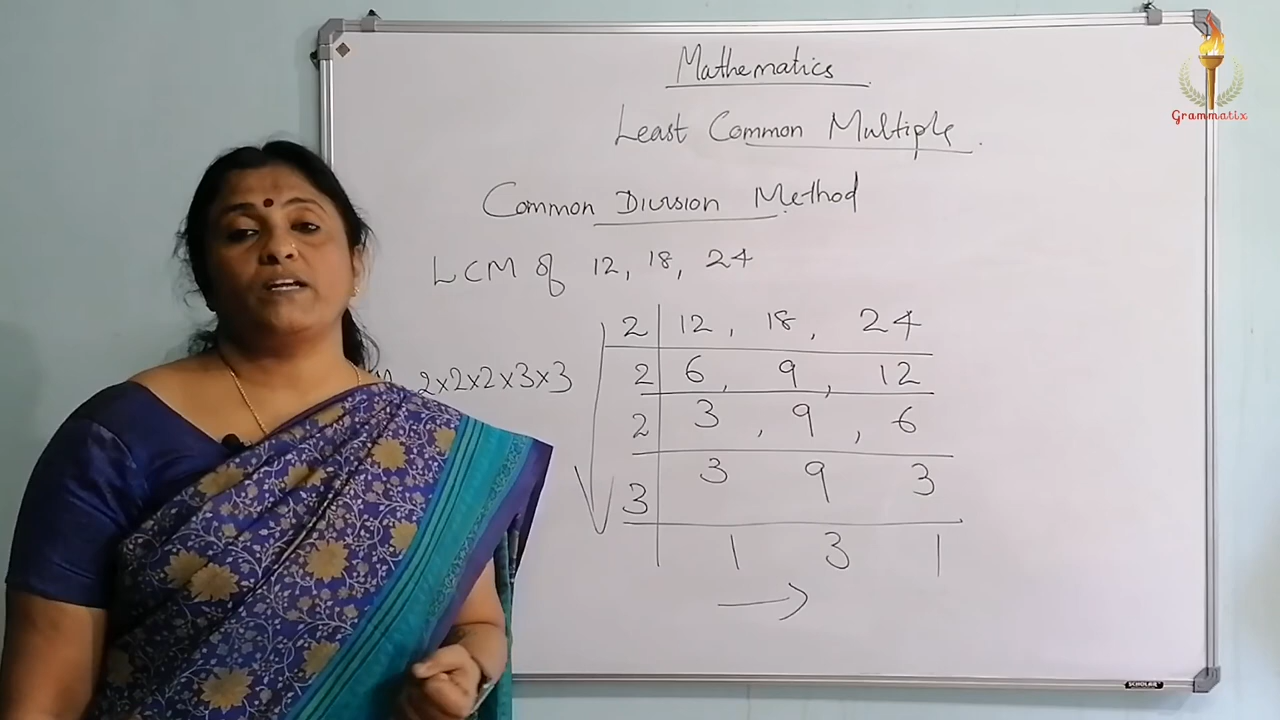 Mathematics
Grammatix
Least Common Multiple.
Common Division Method
LCM of 12, 18, 24
2 12, 18, 24
2x2x2x3x3
2 6, 9, 12
2 3, 9, 6
3 3 9 3
1 3 1
SCHOLAR